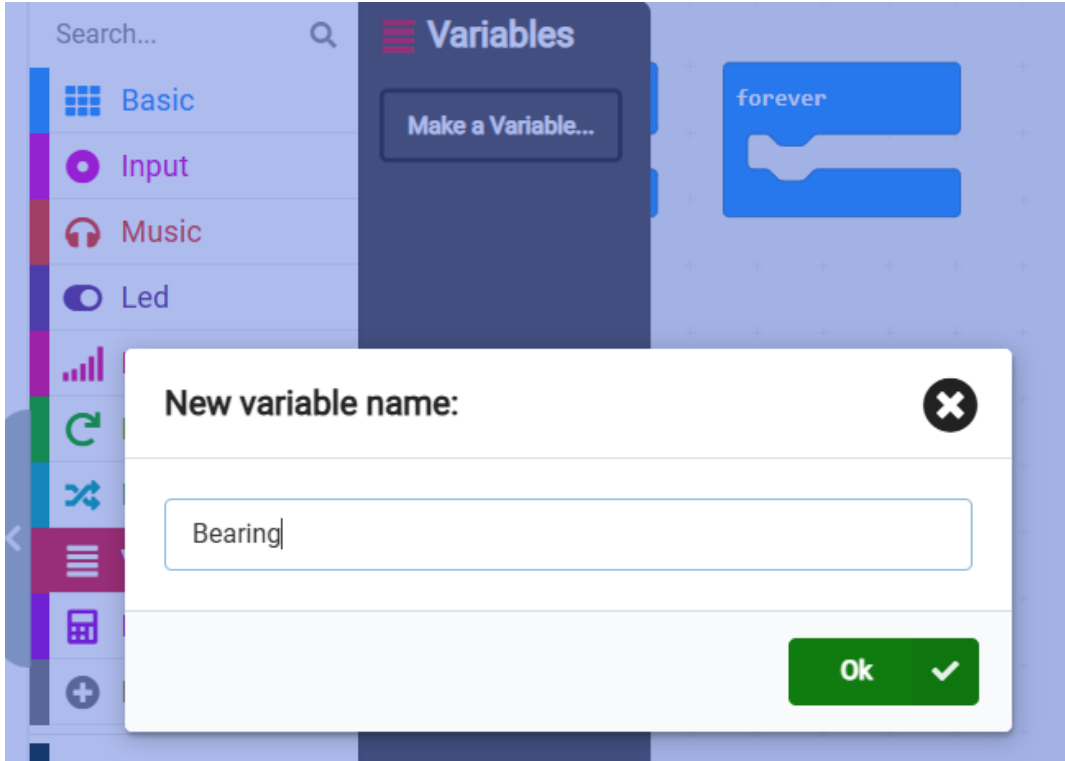 Search...
Variables
Basic
Make a Variable...
forever
Input
Music
Led
New variable name:
Bearing
Ok